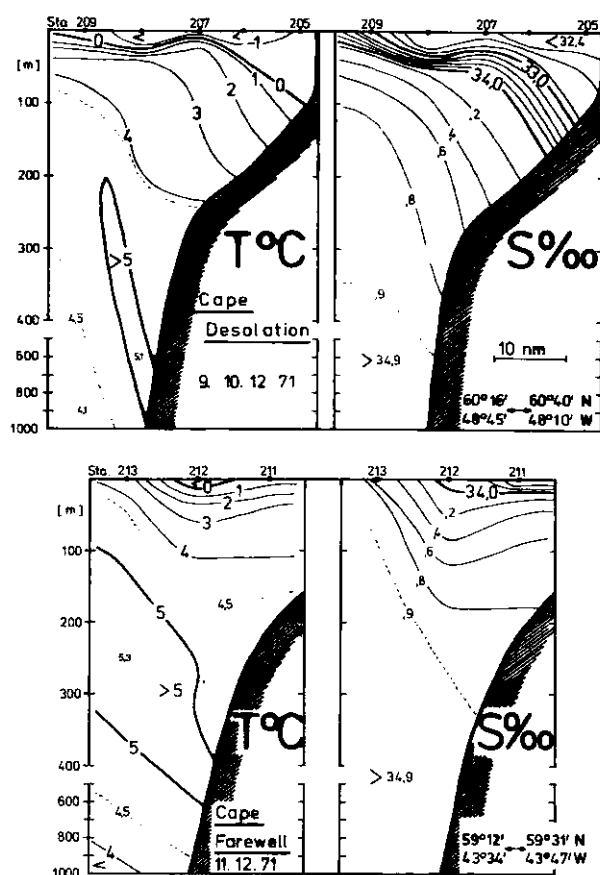 Sta. 209 207 205
209 207 205
0 < < -1
< 32,4
[m]
1 0
2
3
4
33,0
34,0
,2
,4
,6
,8
100
200
300
400
600
800
1000
> 5
4,5
5,1
4,1
T°C
S‰
Cape
Desolation
9. 10. 12 71
,9
> 34,9
10 nm
60°16' ↔ 60°40' N
48°45' 48°10' W
Sta. 213 212 211
213 212 211
[m]
0 1
2
3
4
34,0
,2
,4
,6
,8
,9
100
200
300
400
600
800
1000
5
4,5
5,3
> 5
5
4,5
< 4
T°C
S‰
> 34,9
Cape
Farewell
11. 12. 71
59°12' ↔ 59°31' N
43°34' 43°47' W